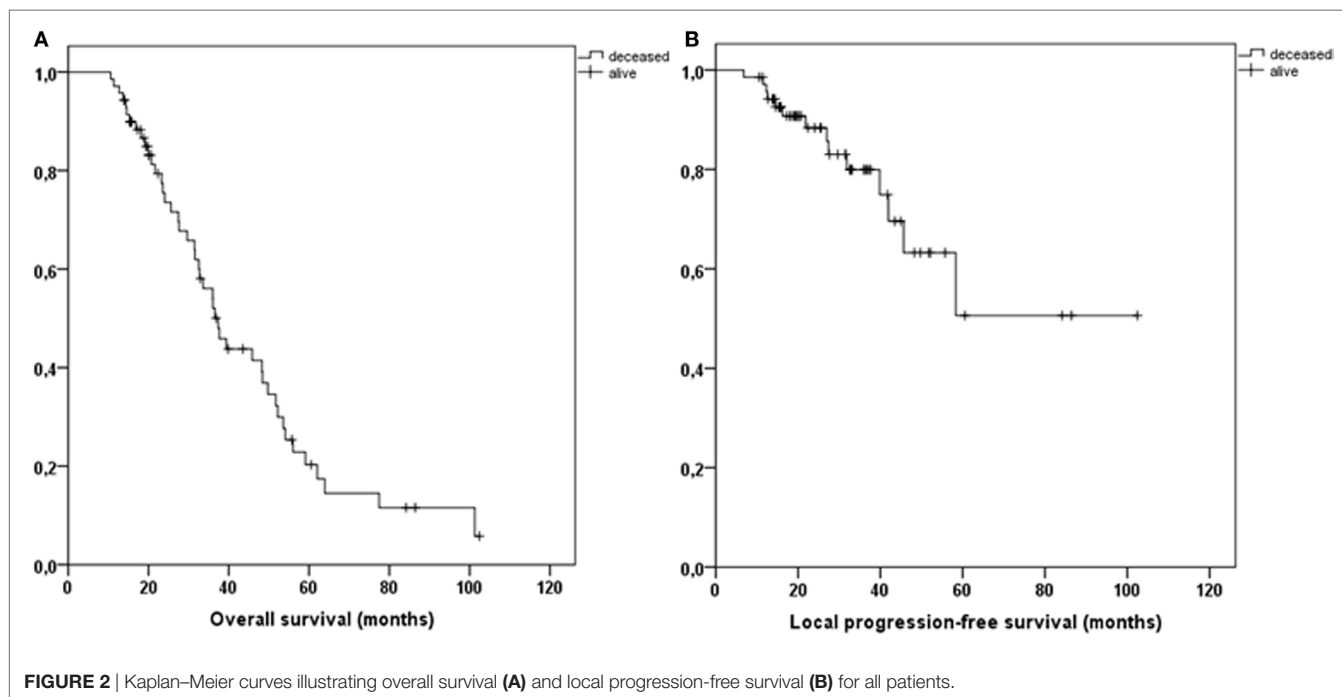 A
deceased
alive
1,0
0,8
0,6
0,4
0,2
0,0
0 20 40 60 80 100 120
Overall survival (months)
B
deceased
alive
1,0
0,8
0,6
0,4
0,2
0,0
0 20 40 60 80 100 120
Local progression-free survival (months)
FIGURE 2 | Kaplan–Meier curves illustrating overall survival (A) and local progression-free survival (B) for all patients.